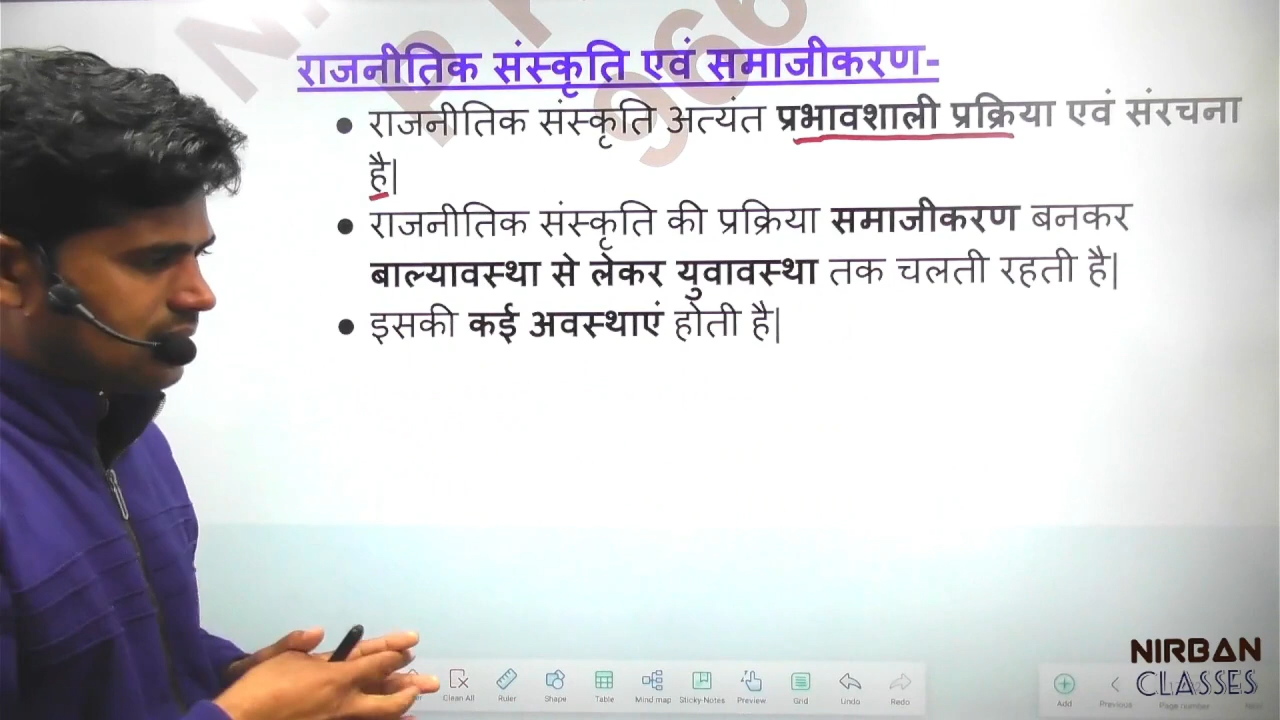 राजनीतिक संस्कृति एवं समाजीकरण-
● राजनीतिक संस्कृति अत्यंत प्रभावशाली प्रक्रिया एवं संरचना
है|
● राजनीतिक संस्कृति की प्रक्रिया समाजीकरण बनकर
बाल्यावस्था से लेकर युवावस्था तक चलती रहती है|
● इसकी कई अवस्थाएं होती है|
NIRBAN
CLASSES
Clean All Ruler Shape Table Mind map Sticky-Notes Preview Grid Undo Redo Add Previous Page number